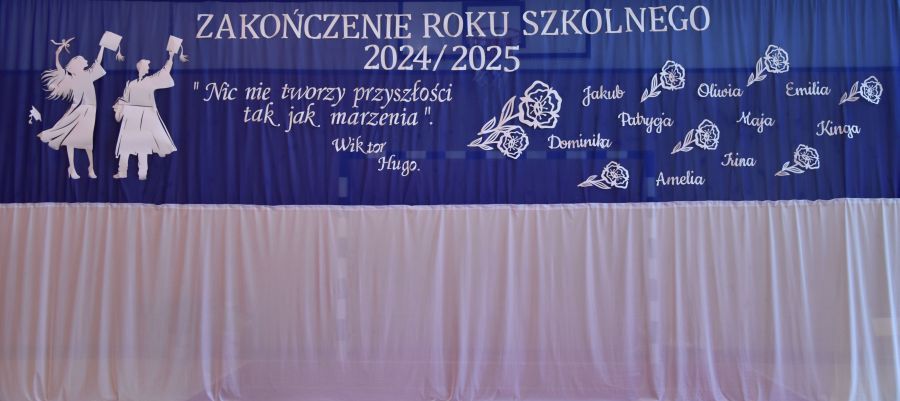 ZAKOŃCZENIE ROKU SZKOLNEGO
2024/2025
"Nic nie tworzy przyszłości
tak jak marzenia".
Wiktor
Hugo.
Jakub
Oliwia
Emilia
Patrycja
Maja
Kinga
Dominika
Irina
Amelia